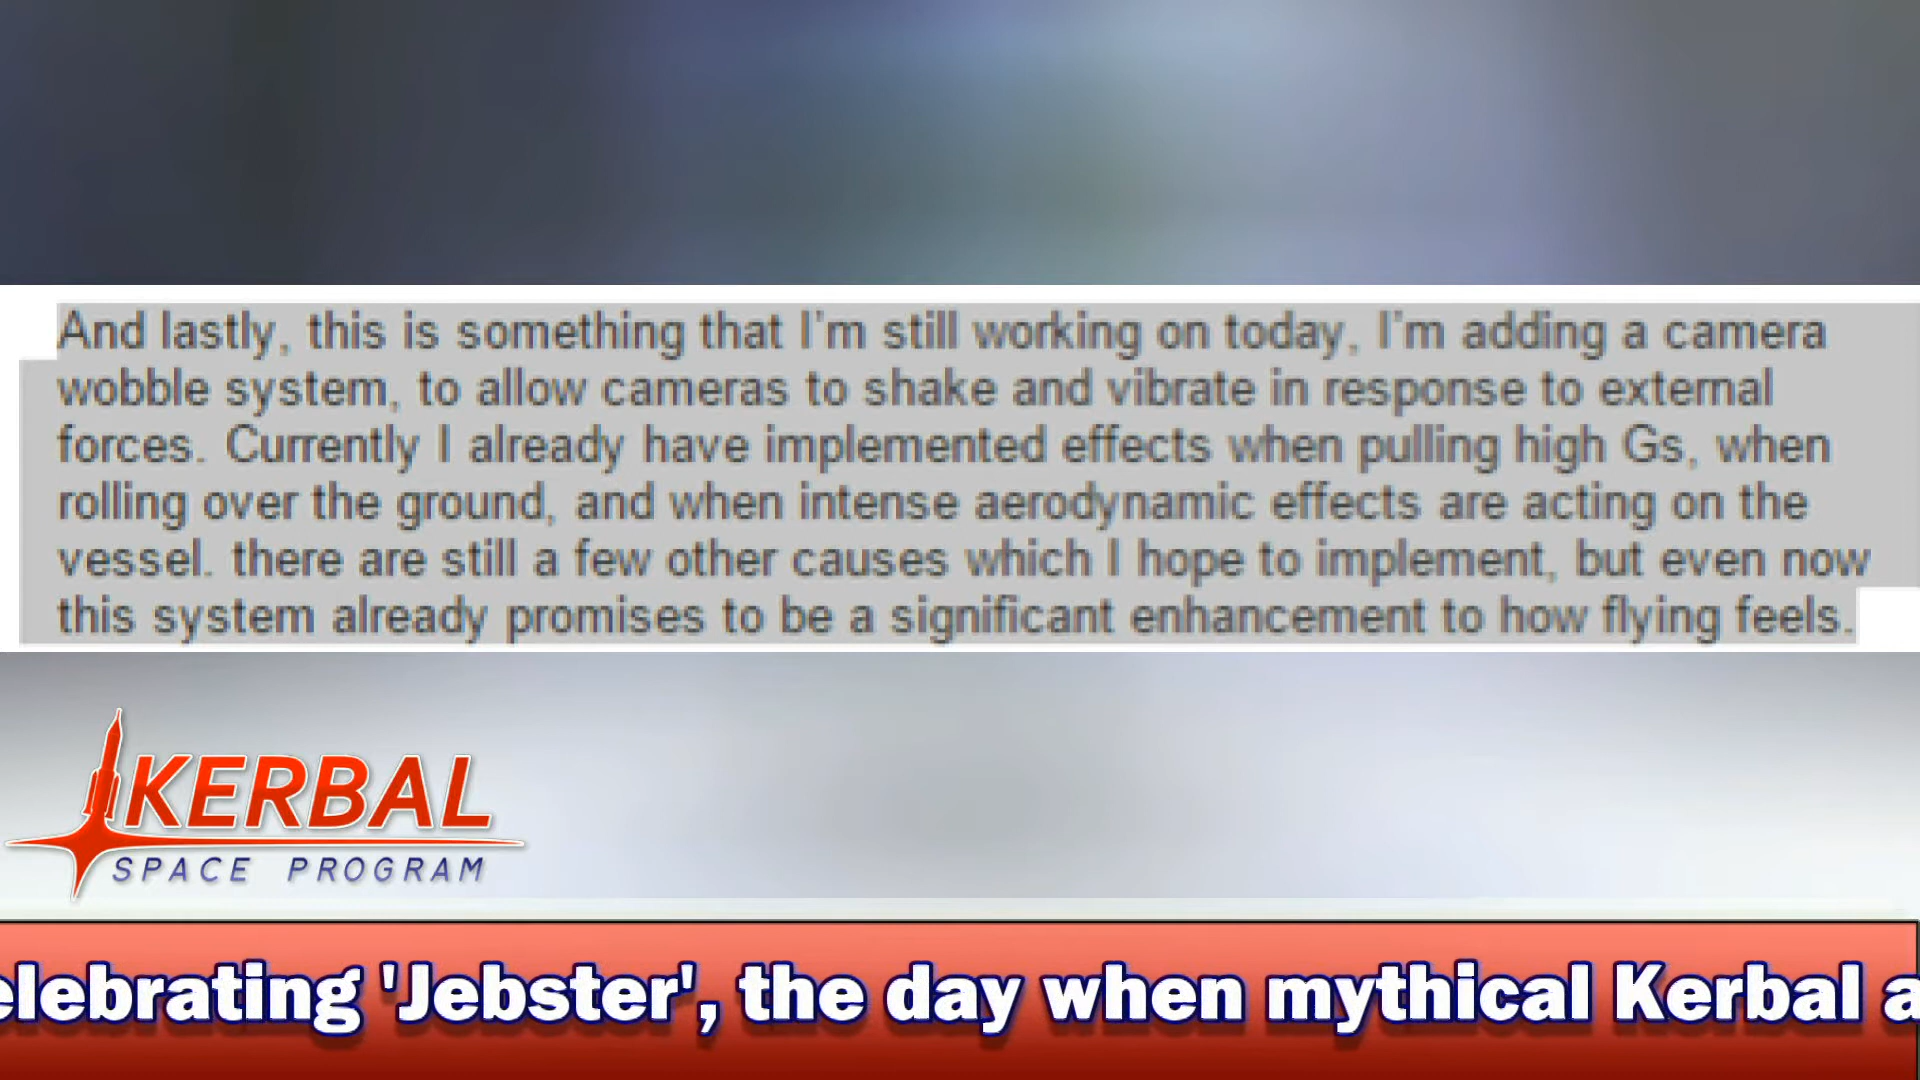 And lastly, this is something that I'm still working on today, I'm adding a camera
wobble system, to allow cameras to shake and vibrate in response to external
forces. Currently I already have implemented effects when pulling high Gs, when
rolling over the ground, and when intense aerodynamic effects are acting on the
vessel. there are still a few other causes which I hope to implement, but even now
this system already promises to be a significant enhancement to how flying feels.
KERBAL
SPACE PROGRAM
elebrating 'Jebster', the day when mythical Kerbal a